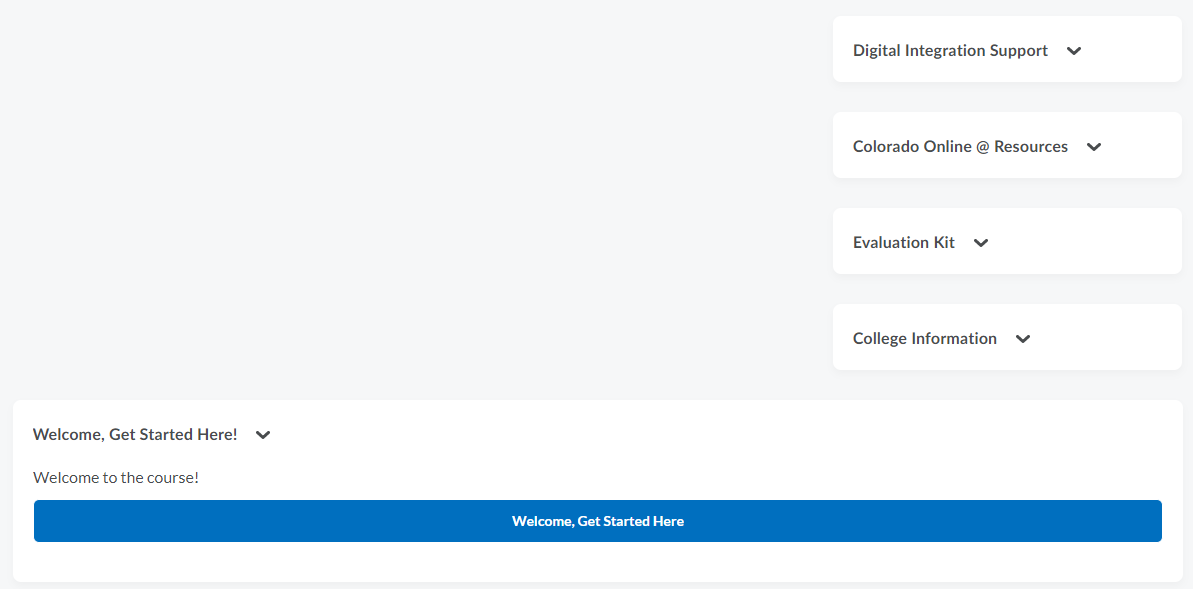 Digital Integration Support
Colorado Online @ Resources
Evaluation Kit
College Information
Welcome, Get Started Here!
Welcome to the course!
Welcome, Get Started Here